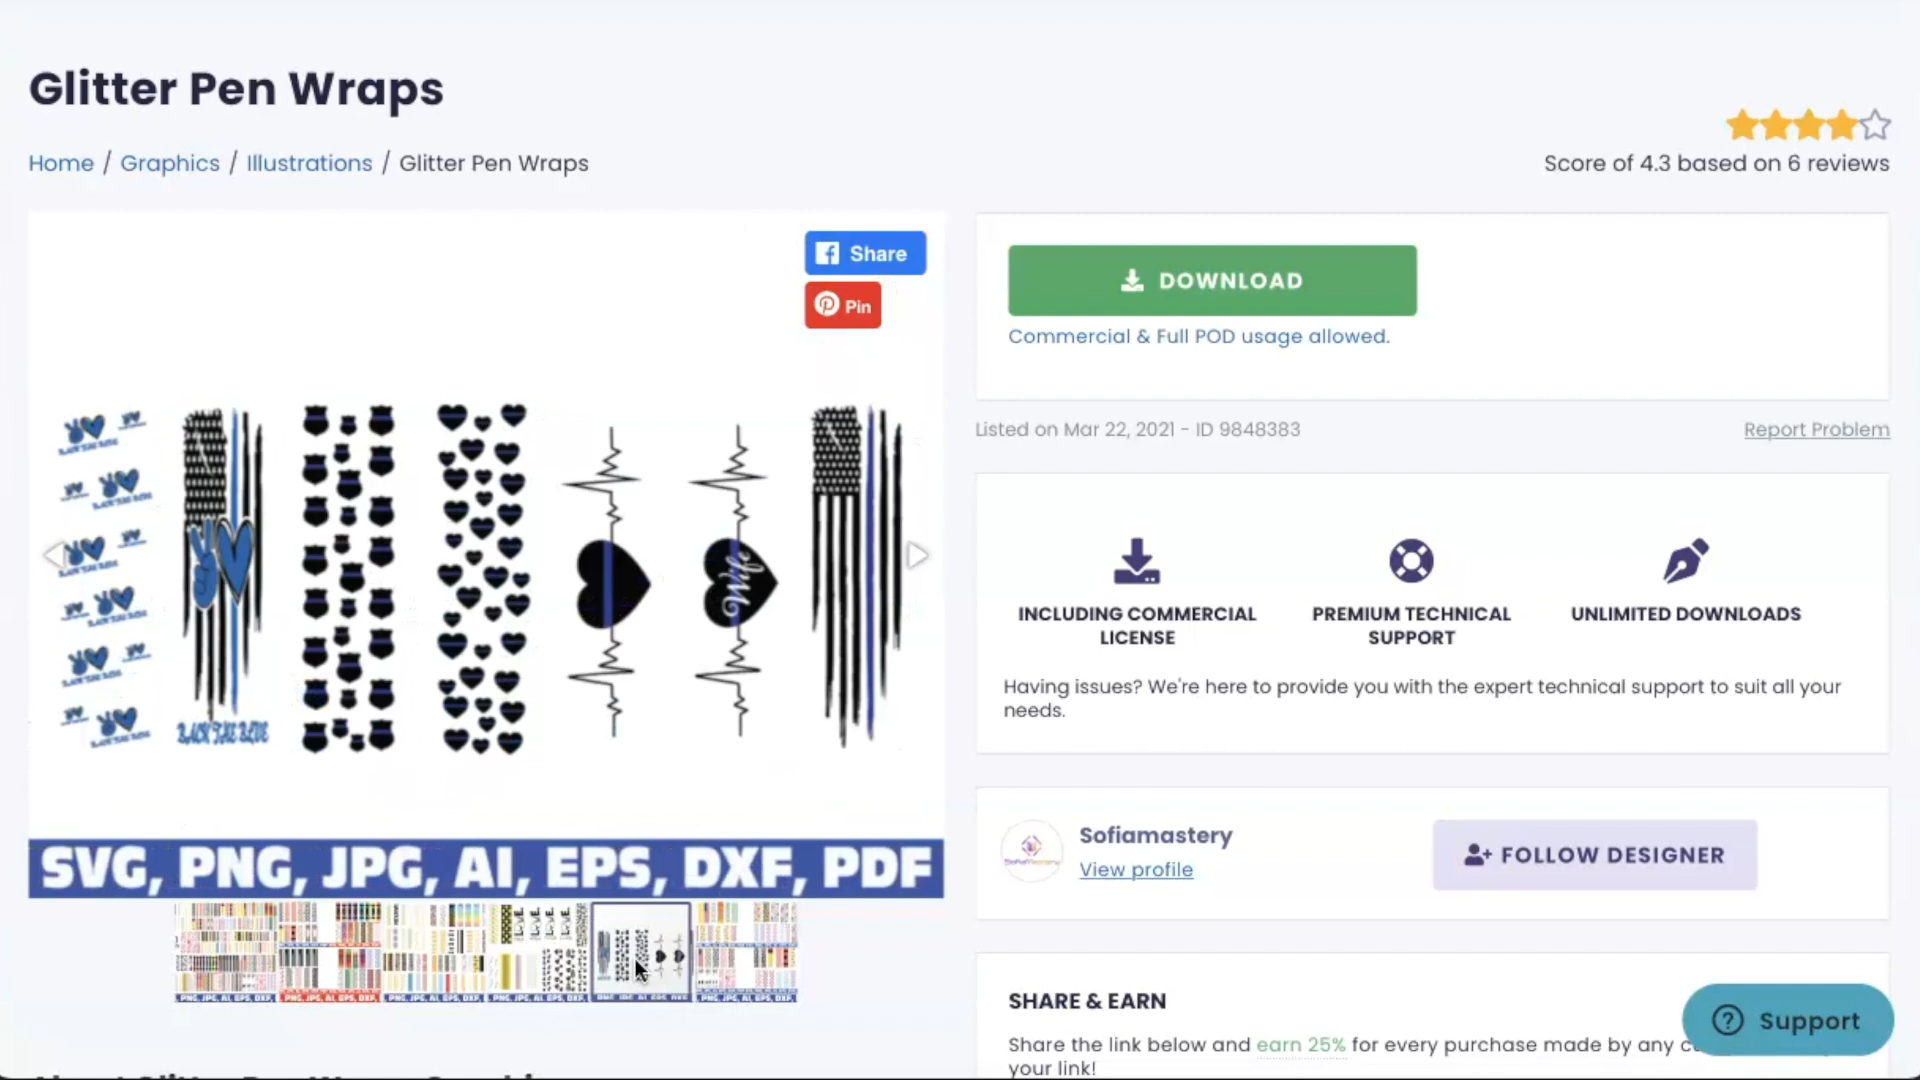 Glitter Pen Wraps
Home / Graphics / Illustrations / Glitter Pen Wraps
Score of 4.3 based on 6 reviews
Share
Pin
DOWNLOAD
Commercial & Full POD usage allowed.
Listed on Mar 22, 2021 - ID 9848383
Report Problem
BACK THE BLUE
Wife
INCLUDING COMMERCIAL LICENSE
PREMIUM TECHNICAL SUPPORT
UNLIMITED DOWNLOADS
Having issues? We're here to provide you with the expert technical support to suit all your
needs.
Sofiamastery
View profile
FOLLOW DESIGNER
SVG, PNG, JPG, AI, EPS, DXF, PDF
SHARE & EARN
Share the link below and earn 25% for every purchase made by any
your link!
Support